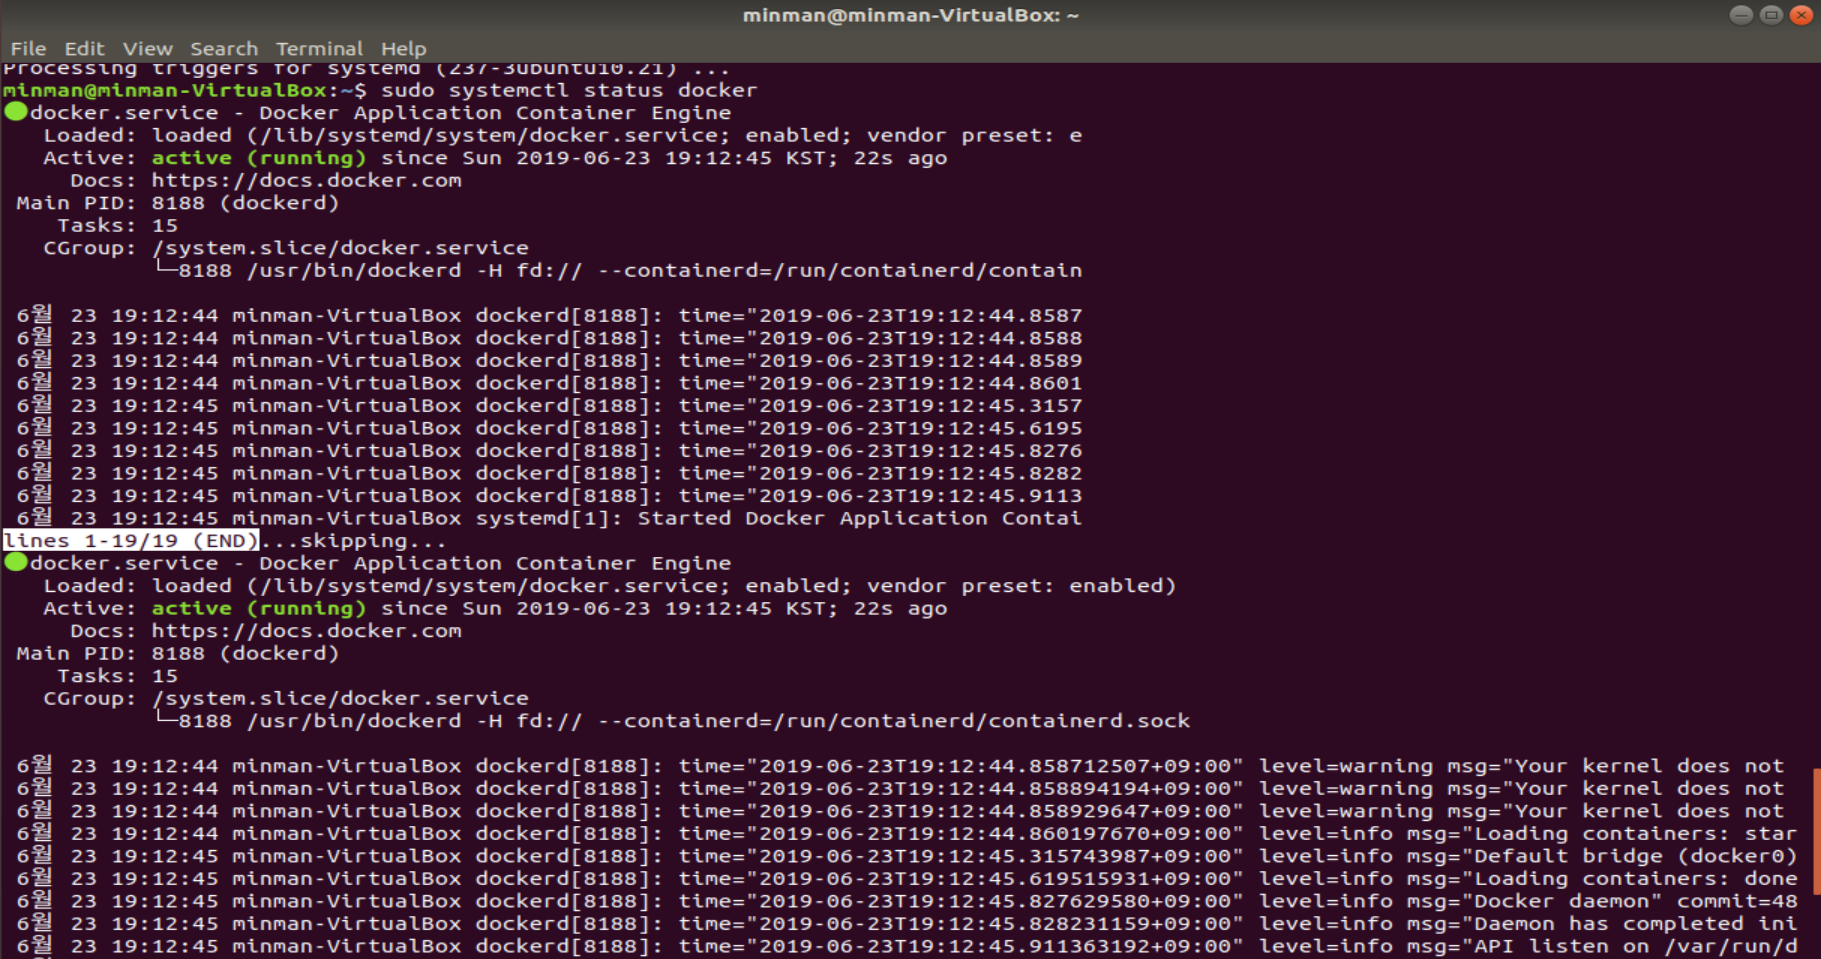 minman@minman-VirtualBox: ~
File Edit View Search Terminal Help
Processing triggers for systemd (237-3ubuntu10.21) ...
minman@minman-VirtualBox:~$ sudo systemctl status docker
● docker.service - Docker Application Container Engine
   Loaded: loaded (/lib/systemd/system/docker.service; enabled; vendor preset: e
   Active: active (running) since Sun 2019-06-23 19:12:45 KST; 22s ago
     Docs: https://docs.docker.com
 Main PID: 8188 (dockerd)
    Tasks: 15
   CGroup: /system.slice/docker.service
           └─8188 /usr/bin/dockerd -H fd:// --containerd=/run/containerd/contain
 6월 23 19:12:44 minman-VirtualBox dockerd[8188]: time="2019-06-23T19:12:44.8587
 6월 23 19:12:44 minman-VirtualBox dockerd[8188]: time="2019-06-23T19:12:44.8588
 6월 23 19:12:44 minman-VirtualBox dockerd[8188]: time="2019-06-23T19:12:44.8589
 6월 23 19:12:44 minman-VirtualBox dockerd[8188]: time="2019-06-23T19:12:44.8601
 6월 23 19:12:45 minman-VirtualBox dockerd[8188]: time="2019-06-23T19:12:45.3157
 6월 23 19:12:45 minman-VirtualBox dockerd[8188]: time="2019-06-23T19:12:45.6195
 6월 23 19:12:45 minman-VirtualBox dockerd[8188]: time="2019-06-23T19:12:45.8276
 6월 23 19:12:45 minman-VirtualBox dockerd[8188]: time="2019-06-23T19:12:45.8282
 6월 23 19:12:45 minman-VirtualBox dockerd[8188]: time="2019-06-23T19:12:45.9113
 6월 23 19:12:45 minman-VirtualBox systemd[1]: Started Docker Application Contai
lines 1-19/19 (END)...skipping...
● docker.service - Docker Application Container Engine
   Loaded: loaded (/lib/systemd/system/docker.service; enabled; vendor preset: enabled)
   Active: active (running) since Sun 2019-06-23 19:12:45 KST; 22s ago
     Docs: https://docs.docker.com
 Main PID: 8188 (dockerd)
    Tasks: 15
   CGroup: /system.slice/docker.service
           └─8188 /usr/bin/dockerd -H fd:// --containerd=/run/containerd/containerd.sock
 6월 23 19:12:44 minman-VirtualBox dockerd[8188]: time="2019-06-23T19:12:44.858712507+09:00" level=warning msg="Your kernel does not
 6월 23 19:12:44 minman-VirtualBox dockerd[8188]: time="2019-06-23T19:12:44.858894194+09:00" level=warning msg="Your kernel does not
 6월 23 19:12:44 minman-VirtualBox dockerd[8188]: time="2019-06-23T19:12:44.858929647+09:00" level=warning msg="Your kernel does not
 6월 23 19:12:44 minman-VirtualBox dockerd[8188]: time="2019-06-23T19:12:44.860197670+09:00" level=info msg="Loading containers: star
 6월 23 19:12:45 minman-VirtualBox dockerd[8188]: time="2019-06-23T19:12:45.315743987+09:00" level=info msg="Default bridge (docker0)
 6월 23 19:12:45 minman-VirtualBox dockerd[8188]: time="2019-06-23T19:12:45.619515931+09:00" level=info msg="Loading containers: done
 6월 23 19:12:45 minman-VirtualBox dockerd[8188]: time="2019-06-23T19:12:45.827629580+09:00" level=info msg="Docker daemon" commit=48
 6월 23 19:12:45 minman-VirtualBox dockerd[8188]: time="2019-06-23T19:12:45.828231159+09:00" level=info msg="Daemon has completed ini
 6월 23 19:12:45 minman-VirtualBox dockerd[8188]: time="2019-06-23T19:12:45.911363192+09:00" level=info msg="API listen on /var/run/d